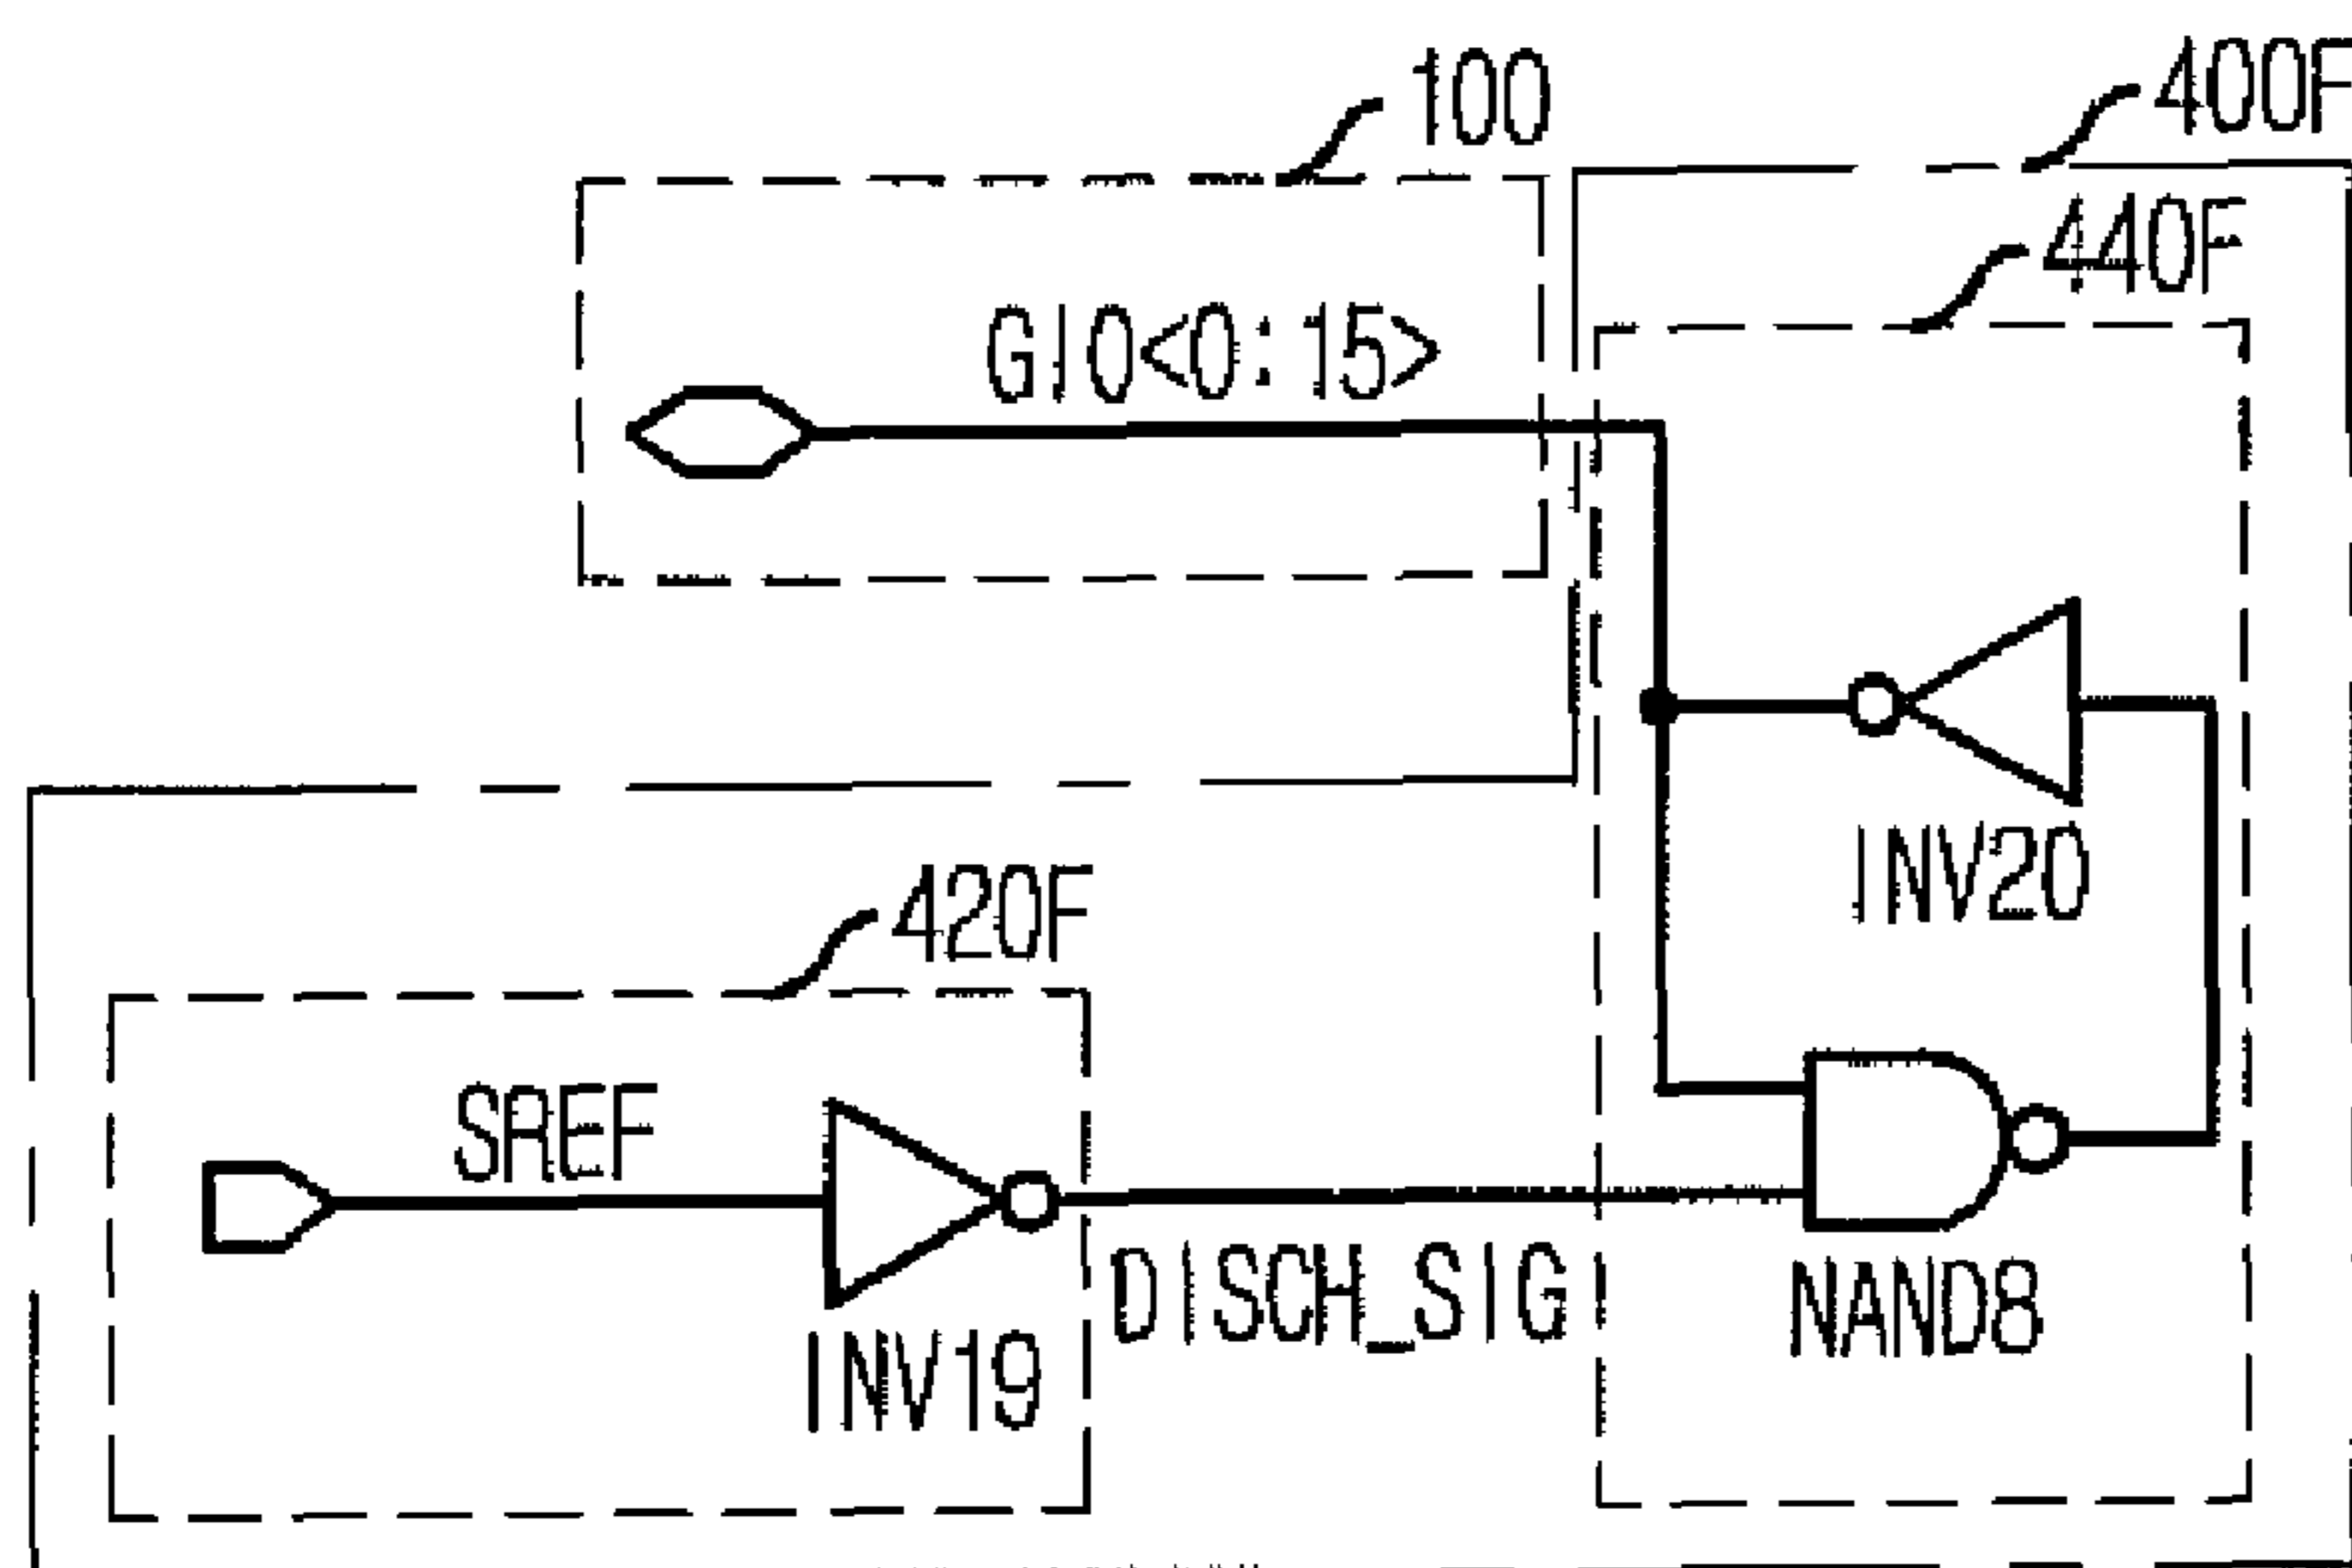 100
400F
440F
GIO<0:15>
INV20
420F
SREF
DISCH_SIG
NAND8
INV19